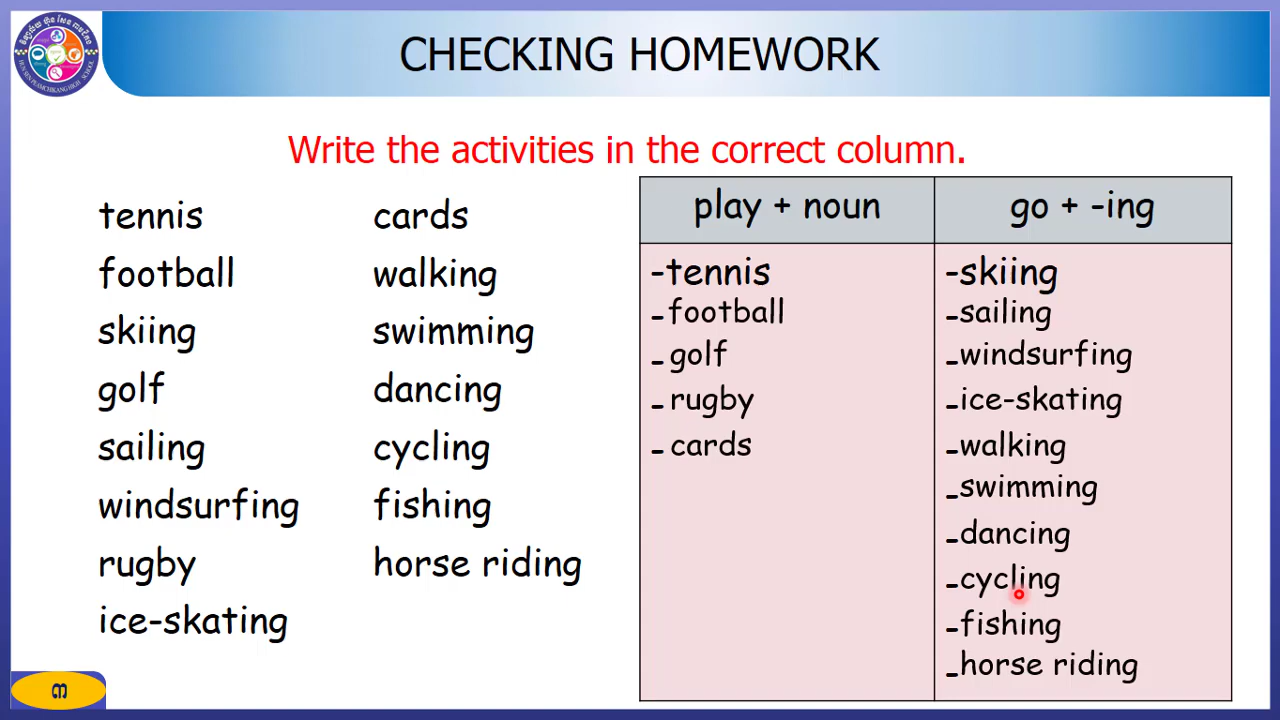 CHECKING HOMEWORK
Write the activities in the correct column.
tennis
football
skiing
golf
sailing
windsurfing
rugby
ice-skating
cards
walking
swimming
dancing
cycling
fishing
horse riding
play + noun
-tennis
-football
- golf
- rugby
- cards
go + -ing
-skiing
-sailing
-windsurfing
-ice-skating
-walking
-swimming
-dancing
-cycling
-fishing
-horse riding
៣